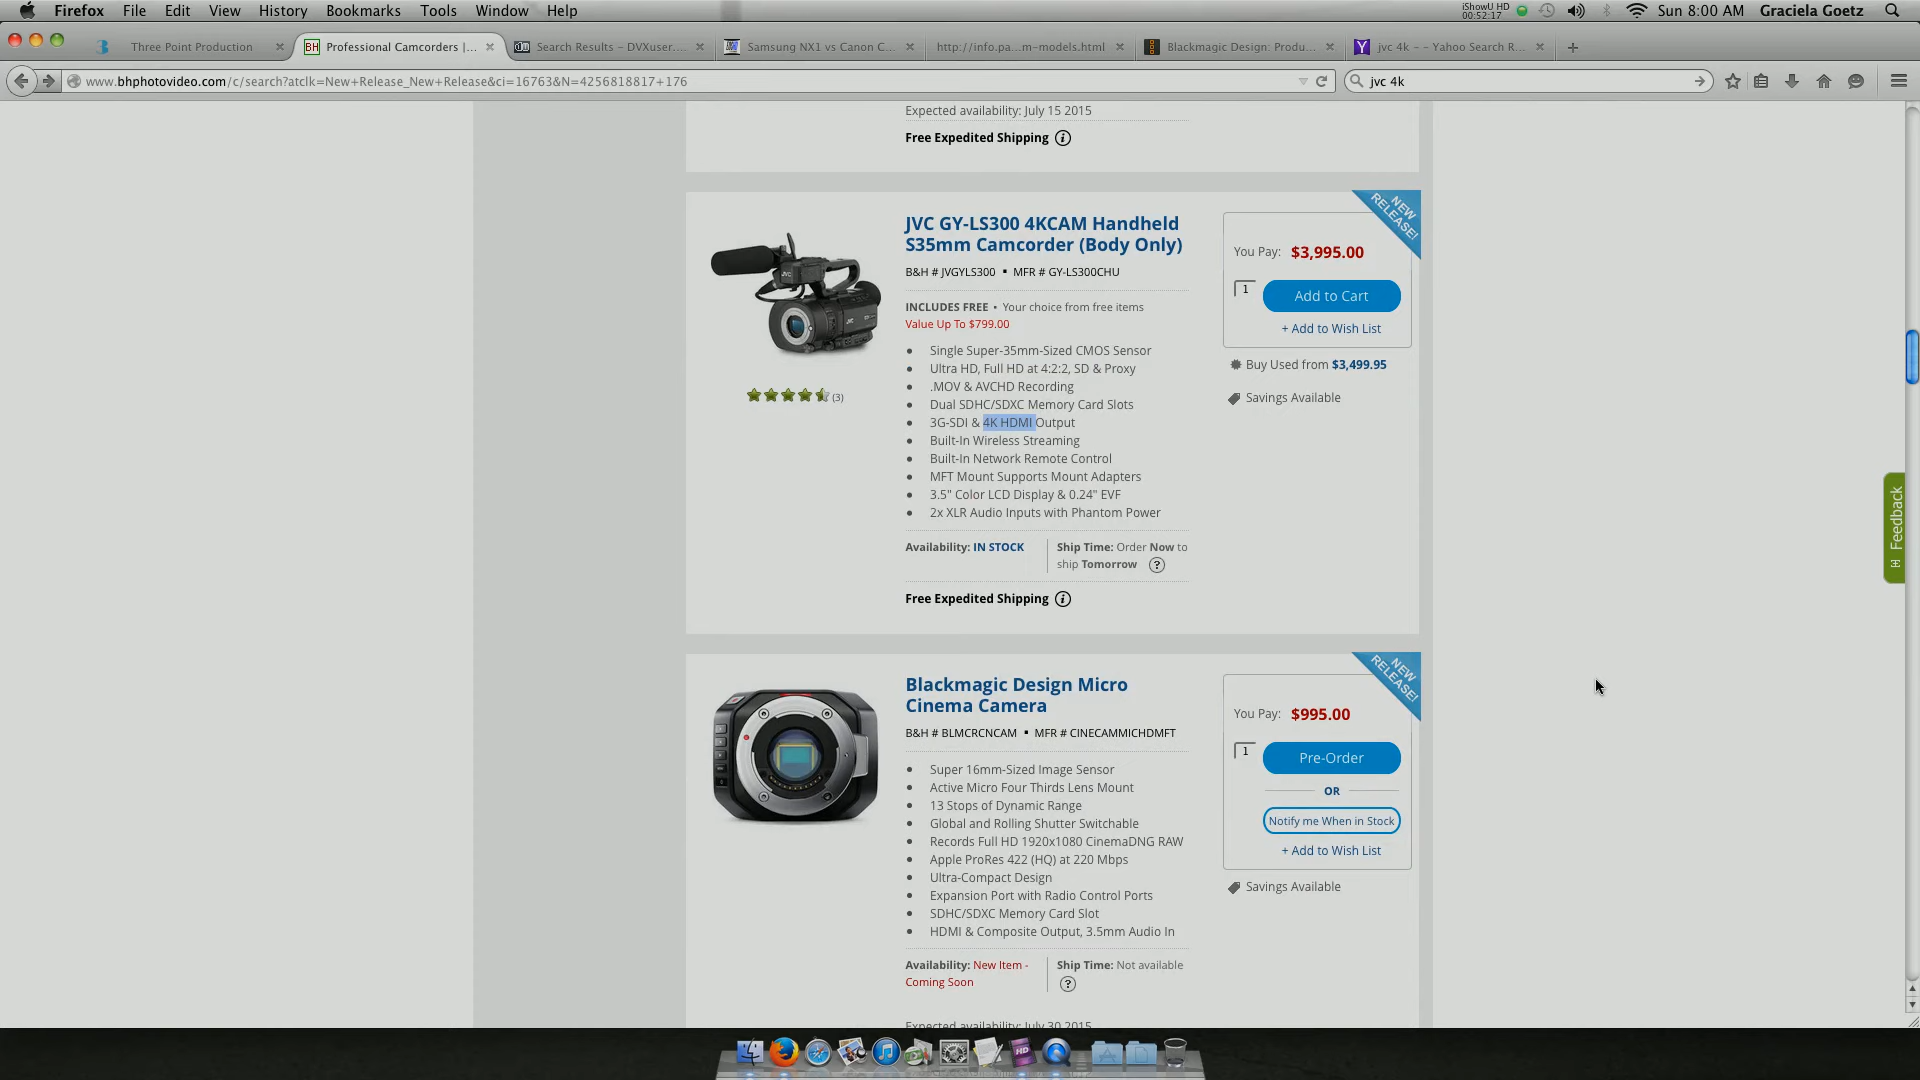 Firefox File Edit View History Bookmarks Tools Window Help iShowU HD 00:52:17 Sun 8:00 AM Graciela Goetz
Three Point Production × BH Professional Camcorders |... × du Search Results – DVXuser.... × Samsung NX1 vs Canon C... × http://info.pa...m-models.html × Blackmagic Design: Produ... × Y jvc 4k - - Yahoo Search R... × +
www.bhphotovideo.com/c/search?atclk=New+Release_New+Release&ci=16763&N=4256818817+176 jvc 4k
Expected availability: July 15 2015
Free Expedited Shipping i
NEW RELEASE!
JVC GY-LS300 4KCAM Handheld
S35mm Camcorder (Body Only)
B&H # JVGYLS300 ▪ MFR # GY-LS300CHU
INCLUDES FREE • Your choice from free items
Value Up To $799.00
(3)
• Single Super-35mm-Sized CMOS Sensor
• Ultra HD, Full HD at 4:2:2, SD & Proxy
• .MOV & AVCHD Recording
• Dual SDHC/SDXC Memory Card Slots
• 3G-SDI & 4K HDMI Output
• Built-In Wireless Streaming
• Built-In Network Remote Control
• MFT Mount Supports Mount Adapters
• 3.5" Color LCD Display & 0.24" EVF
• 2x XLR Audio Inputs with Phantom Power
Availability: IN STOCK
Ship Time: Order Now to
ship Tomorrow ?
Free Expedited Shipping i
You Pay: $3,995.00
1 Add to Cart
+ Add to Wish List
Buy Used from $3,499.95
Savings Available
Feedback
NEW RELEASE!
Blackmagic Design Micro
Cinema Camera
B&H # BLMCRCNCAM ▪ MFR # CINECAMMICHDMFT
• Super 16mm-Sized Image Sensor
• Active Micro Four Thirds Lens Mount
• 13 Stops of Dynamic Range
• Global and Rolling Shutter Switchable
• Records Full HD 1920x1080 CinemaDNG RAW
• Apple ProRes 422 (HQ) at 220 Mbps
• Ultra-Compact Design
• Expansion Port with Radio Control Ports
• SDHC/SDXC Memory Card Slot
• HDMI & Composite Output, 3.5mm Audio In
Availability: New Item -
Coming Soon
Ship Time: Not available
?
Expected availability: July 30 2015
You Pay: $995.00
1 Pre-Order
OR
Notify me When in Stock
+ Add to Wish List
Savings Available
HD